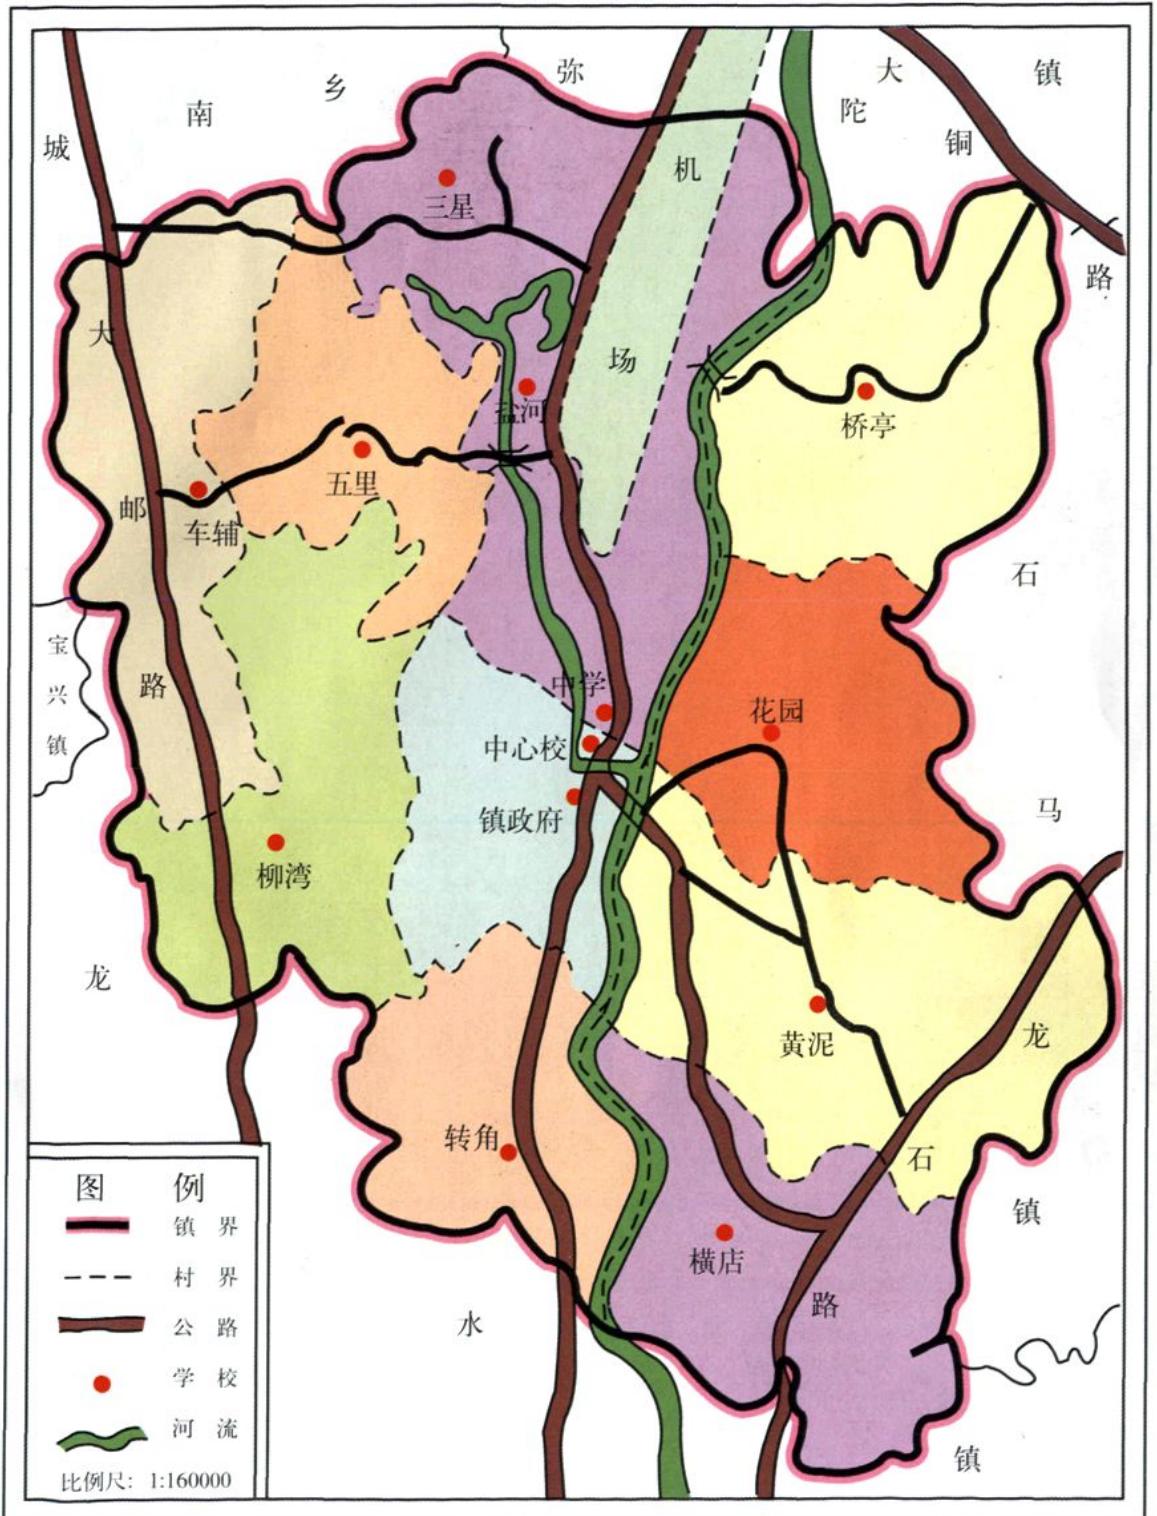 弥
乡
南
城
大
陀
镇
铜
路
机
场
三星
盐河
桥亭
大
邮
路
五里
车辅
石
马
镇
宝
兴
镇
中学
中心校
镇政府
花园
柳湾
龙
水
镇
黄泥
龙
石
路
转角
横店
图 例
镇 界
村 界
公 路
学 校
河 流
比例尺：1:160000